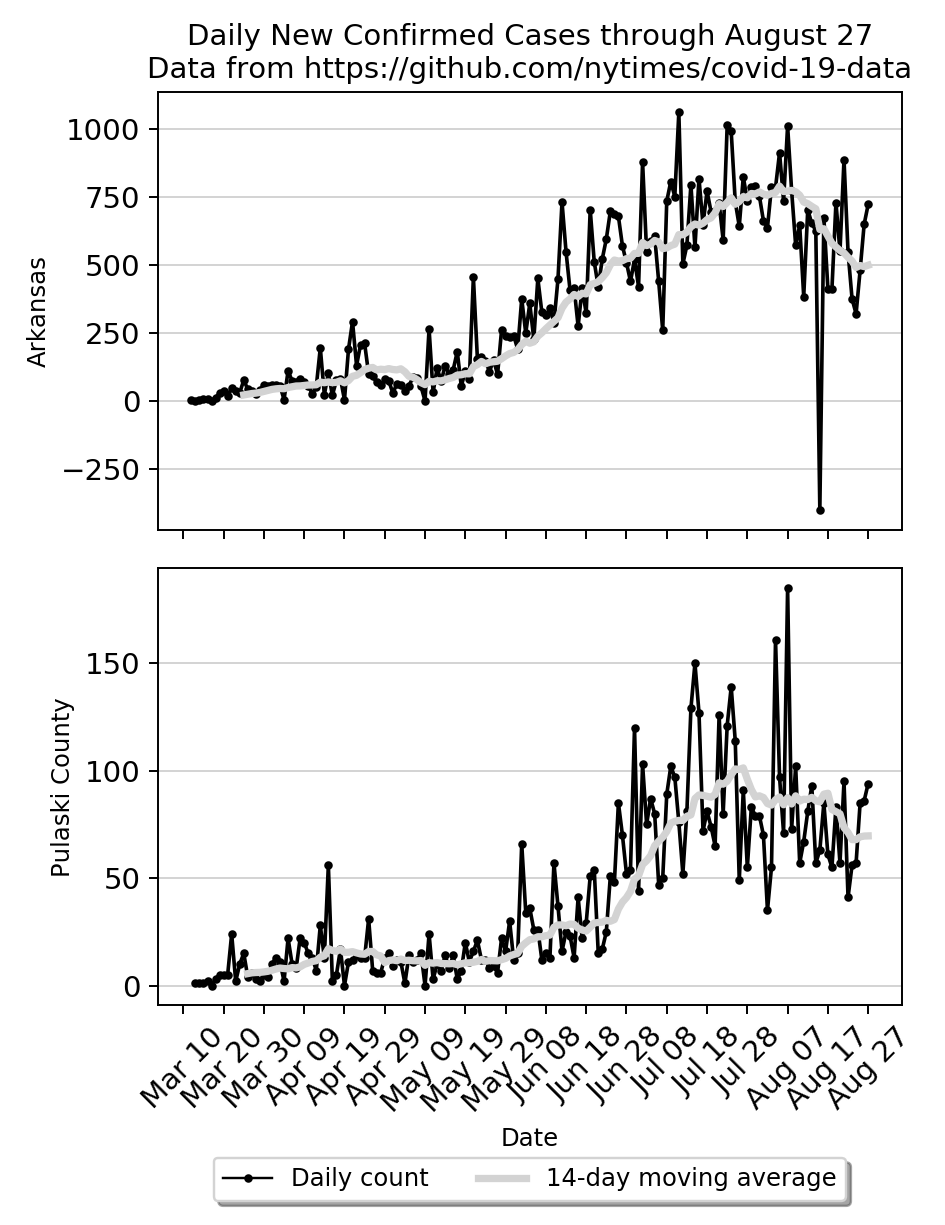 Daily New Confirmed Cases through August 27
Data from https://github.com/nytimes/covid-19-data
1000
750
500
250
0
−250
Arkansas
150
100
50
0
Pulaski County
Mar 10
Mar 20
Mar 30
Apr 09
Apr 19
Apr 29
May 09
May 19
May 29
Jun 08
Jun 18
Jun 28
Jul 08
Jul 18
Jul 28
Aug 07
Aug 17
Aug 27
Date
Daily count
14-day moving average